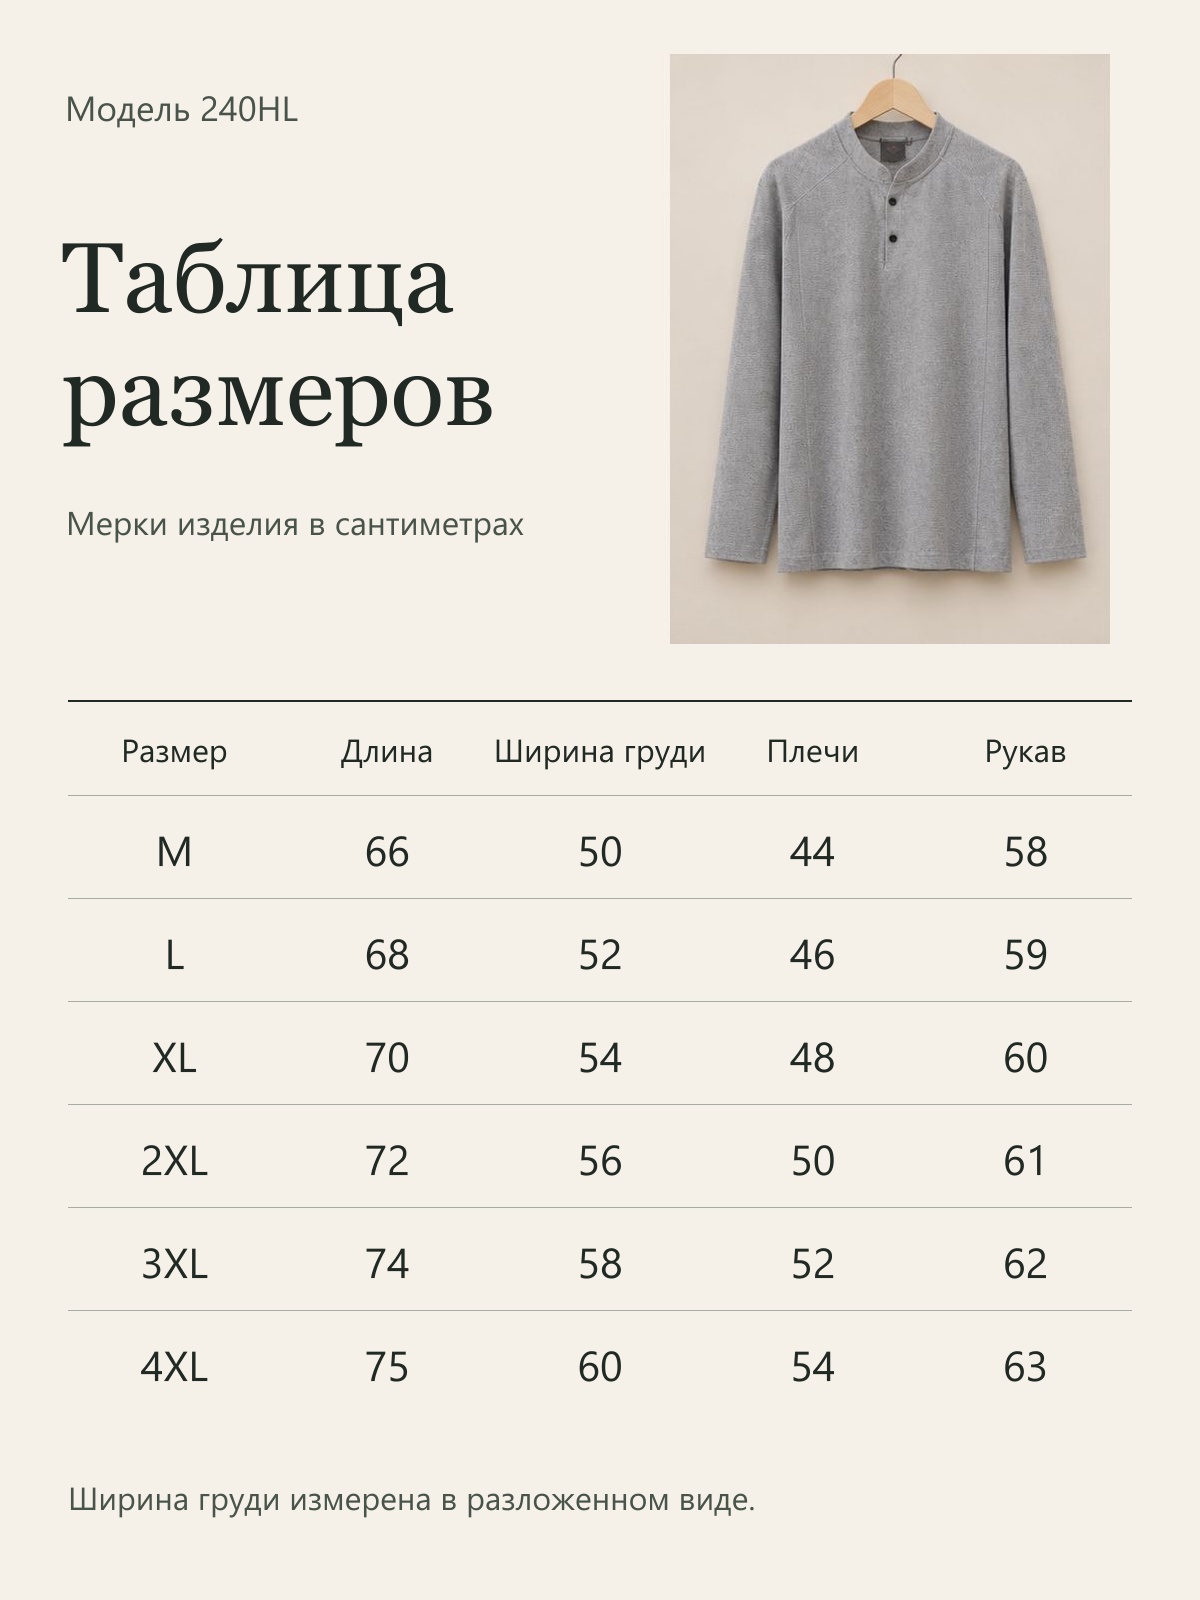 Модель 240HL
Таблица
размеров
Мерки изделия в сантиметрах
Размер Длина Ширина груди Плечи Рукав
M 66 50 44 58
L 68 52 46 59
XL 70 54 48 60
2XL 72 56 50 61
3XL 74 58 52 62
4XL 75 60 54 63
Ширина груди измерена в разложенном виде.